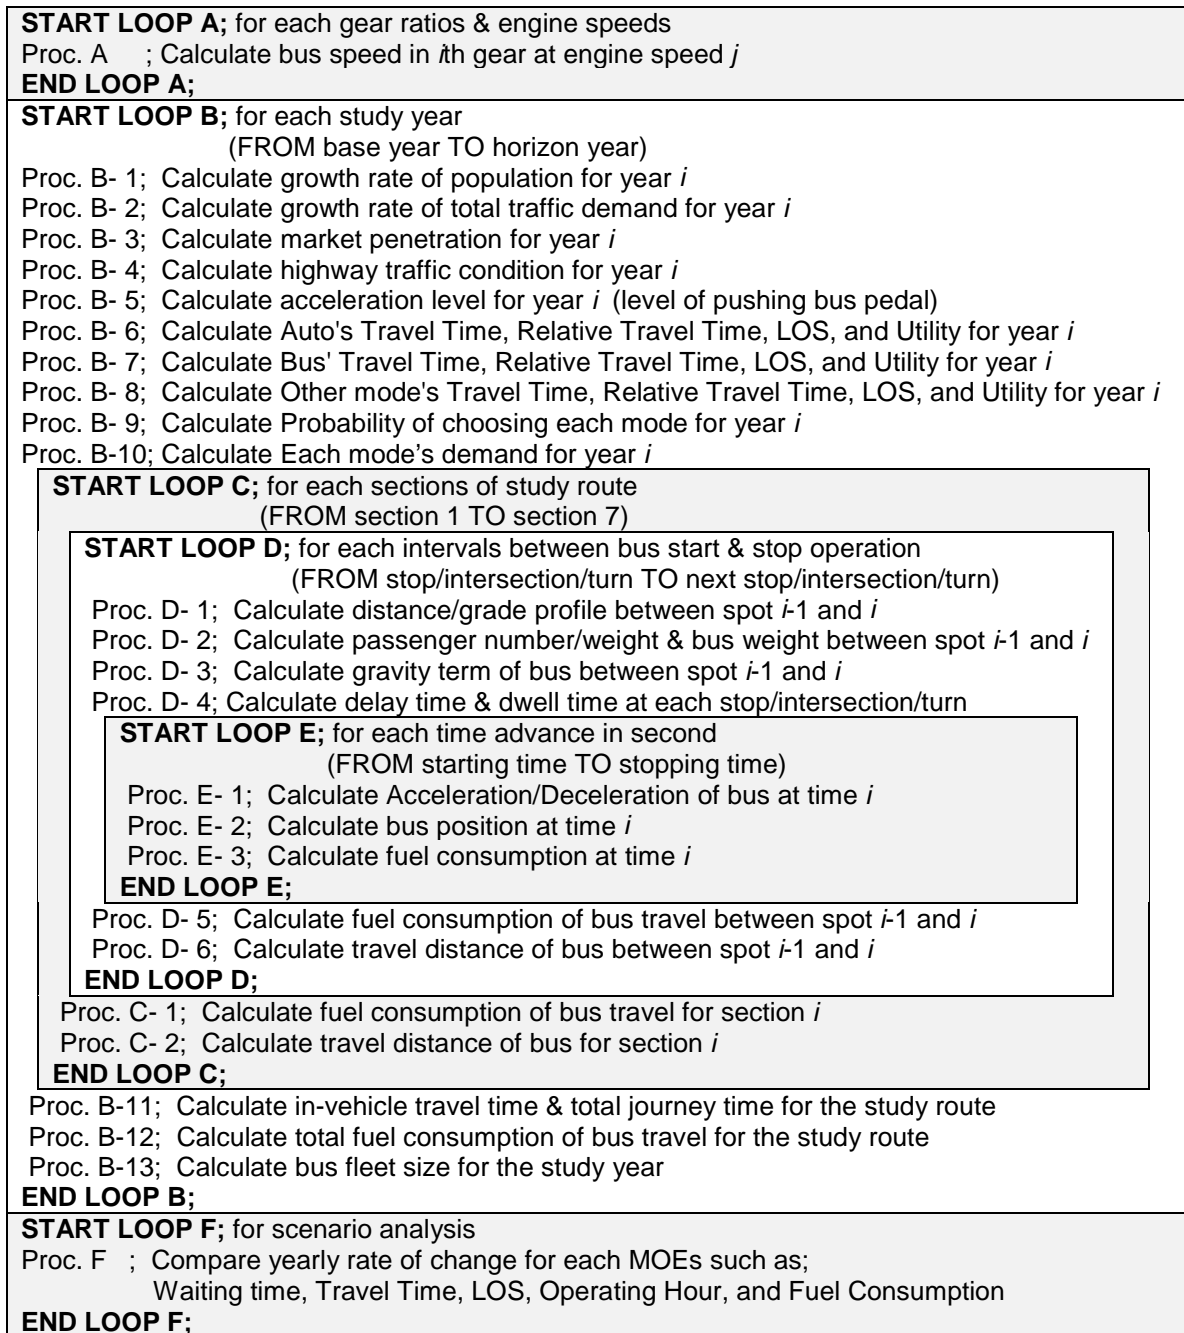 START LOOP A; for each gear ratios & engine speeds
Proc. A ; Calculate bus speed in ith gear at engine speed j
END LOOP A;
START LOOP B; for each study year
(FROM base year TO horizon year)
Proc. B- 1; Calculate growth rate of population for year i
Proc. B- 2; Calculate growth rate of total traffic demand for year i
Proc. B- 3; Calculate market penetration for year i
Proc. B- 4; Calculate highway traffic condition for year i
Proc. B- 5; Calculate acceleration level for year i (level of pushing bus pedal)
Proc. B- 6; Calculate Auto's Travel Time, Relative Travel Time, LOS, and Utility for year i
Proc. B- 7; Calculate Bus' Travel Time, Relative Travel Time, LOS, and Utility for year i
Proc. B- 8; Calculate Other mode's Travel Time, Relative Travel Time, LOS, and Utility for year i
Proc. B- 9; Calculate Probability of choosing each mode for year i
Proc. B-10; Calculate Each mode’s demand for year i
START LOOP C; for each sections of study route
(FROM section 1 TO section 7)
START LOOP D; for each intervals between bus start & stop operation
(FROM stop/intersection/turn TO next stop/intersection/turn)
Proc. D- 1; Calculate distance/grade profile between spot i-1 and i
Proc. D- 2; Calculate passenger number/weight & bus weight between spot i-1 and i
Proc. D- 3; Calculate gravity term of bus between spot i-1 and i
Proc. D- 4; Calculate delay time & dwell time at each stop/intersection/turn
START LOOP E; for each time advance in second
(FROM starting time TO stopping time)
Proc. E- 1; Calculate Acceleration/Deceleration of bus at time i
Proc. E- 2; Calculate bus position at time i
Proc. E- 3; Calculate fuel consumption at time i
END LOOP E;
Proc. D- 5; Calculate fuel consumption of bus travel between spot i-1 and i
Proc. D- 6; Calculate travel distance of bus between spot i-1 and i
END LOOP D;
Proc. C- 1; Calculate fuel consumption of bus travel for section i
Proc. C- 2; Calculate travel distance of bus for section i
END LOOP C;
Proc. B-11; Calculate in-vehicle travel time & total journey time for the study route
Proc. B-12; Calculate total fuel consumption of bus travel for the study route
Proc. B-13; Calculate bus fleet size for the study year
END LOOP B;
START LOOP F; for scenario analysis
Proc. F ; Compare yearly rate of change for each MOEs such as;
Waiting time, Travel Time, LOS, Operating Hour, and Fuel Consumption
END LOOP F;